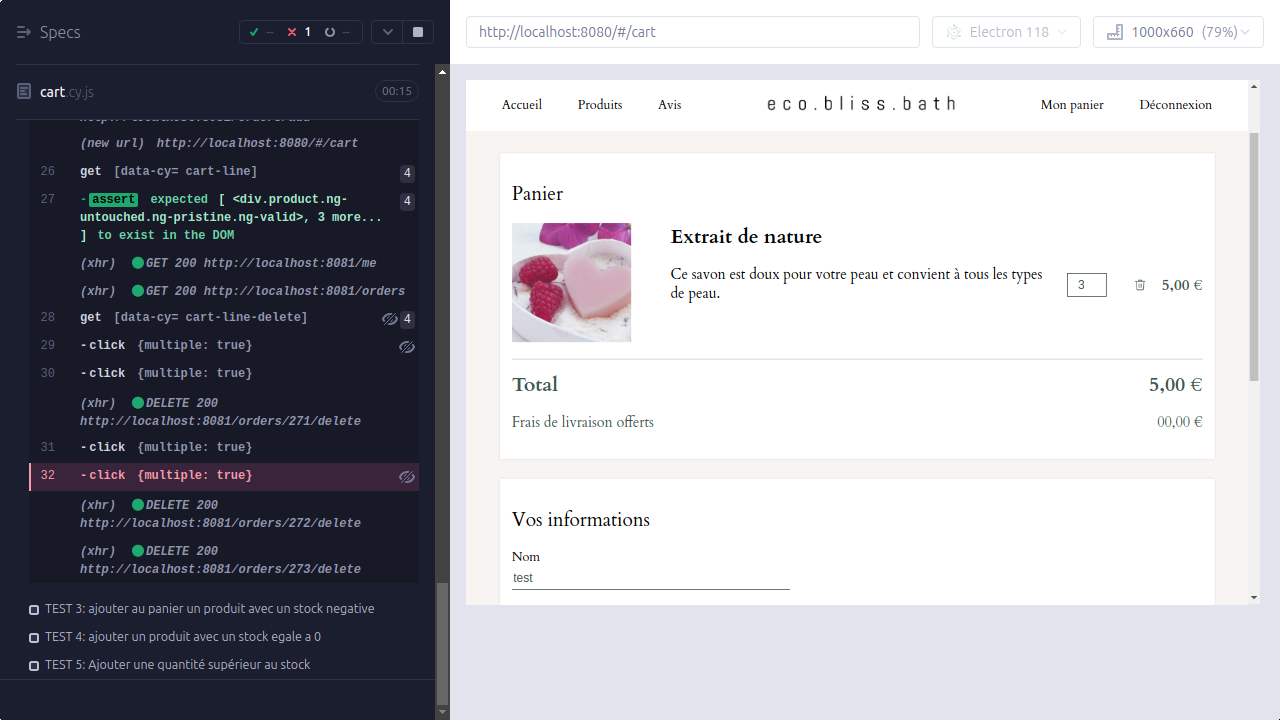 Specs
-- 1 --
cart.cy.js
00:15
(new url) http://localhost:8080/#/cart
26 get [data-cy= cart-line] 4
27 -assert expected [ <div.product.ng-
untouched.ng-pristine.ng-valid>, 3 more...
] to exist in the DOM 4
(xhr) GET 200 http://localhost:8081/me
(xhr) GET 200 http://localhost:8081/orders
28 get [data-cy= cart-line-delete] 4
29 -click {multiple: true}
30 -click {multiple: true}
(xhr) DELETE 200
http://localhost:8081/orders/271/delete
31 -click {multiple: true}
32 -click {multiple: true}
(xhr) DELETE 200
http://localhost:8081/orders/272/delete
(xhr) DELETE 200
http://localhost:8081/orders/273/delete
TEST 3: ajouter au panier un produit avec un stock negative
TEST 4: ajouter un produit avec un stock egale a 0
TEST 5: Ajouter une quantité supérieur au stock
http://localhost:8080/#/cart
Electron 118
1000x660 (79%)
Accueil Produits Avis eco.bliss.bath Mon panier Déconnexion
Panier
Extrait de nature
Ce savon est doux pour votre peau et convient à tous les types
de peau.
3 5,00 €
Total 5,00 €
Frais de livraison offerts 00,00 €
Vos informations
Nom
test